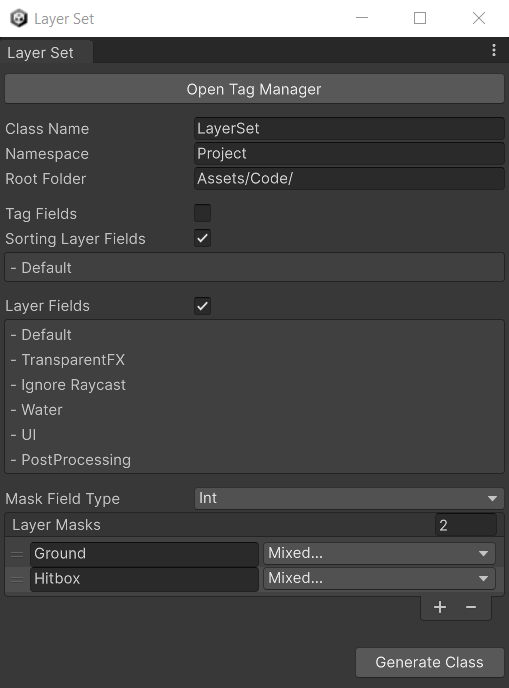 Layer Set
Layer Set
Open Tag Manager
Class Name LayerSet
Namespace Project
Root Folder Assets/Code/
Tag Fields
Sorting Layer Fields
- Default
Layer Fields
- Default
- TransparentFX
- Ignore Raycast
- Water
- UI
- PostProcessing
Mask Field Type Int
Layer Masks 2
Ground Mixed...
Hitbox Mixed...
Generate Class